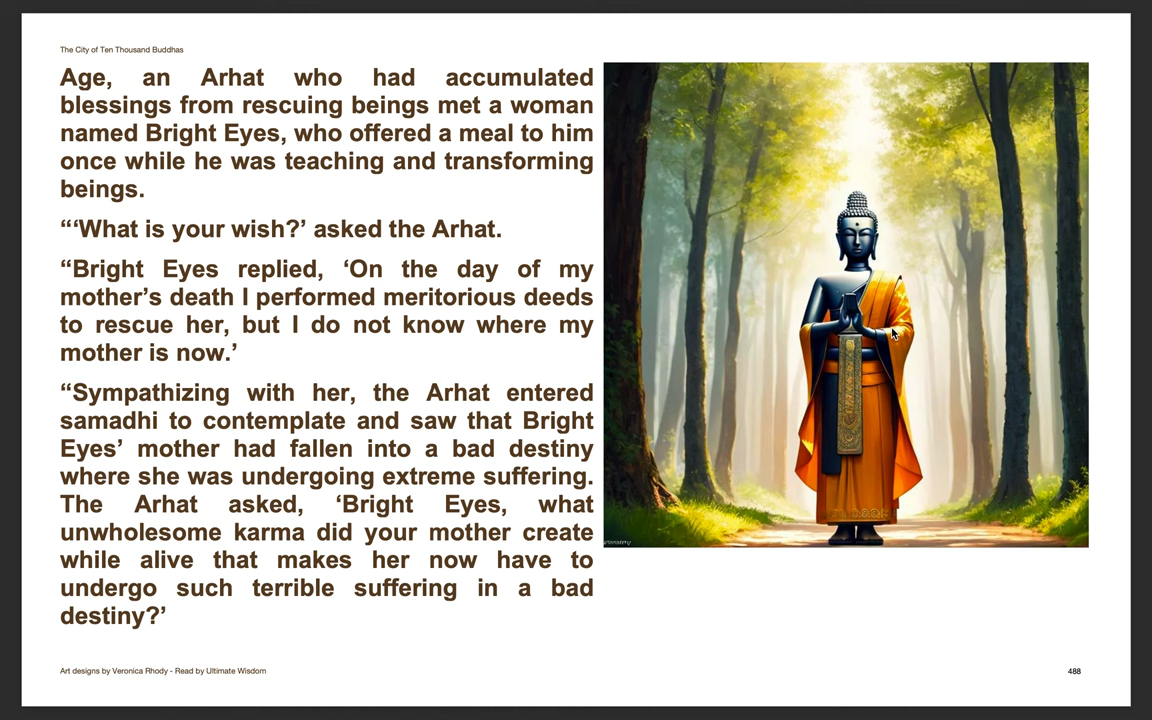 The City of Ten Thousand Buddhas
Age, an Arhat who had accumulated
blessings from rescuing beings met a woman
named Bright Eyes, who offered a meal to him
once while he was teaching and transforming
beings.
“‘What is your wish?’ asked the Arhat.
“Bright Eyes replied, ‘On the day of my
mother’s death I performed meritorious deeds
to rescue her, but I do not know where my
mother is now.’
“Sympathizing with her, the Arhat entered
samadhi to contemplate and saw that Bright
Eyes’ mother had fallen into a bad destiny
where she was undergoing extreme suffering.
The Arhat asked, ‘Bright Eyes, what
unwholesome karma did your mother create
while alive that makes her now have to
undergo such terrible suffering in a bad
destiny?’
Art designs by Veronica Rhody - Read by Ultimate Wisdom
488